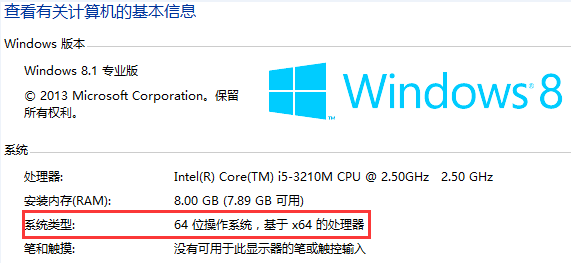 查看有关计算机的基本信息
Windows 版本
Windows 8.1 专业版
© 2013 Microsoft Corporation。保留
所有权利。
Windows® 8
系统
处理器: Intel(R) Core(TM) i5-3210M CPU @ 2.50GHz 2.50 GHz
安装内存(RAM): 8.00 GB (7.89 GB 可用)
系统类型: 64 位操作系统，基于 x64 的处理器
笔和触摸: 没有可用于此显示器的笔或触控输入